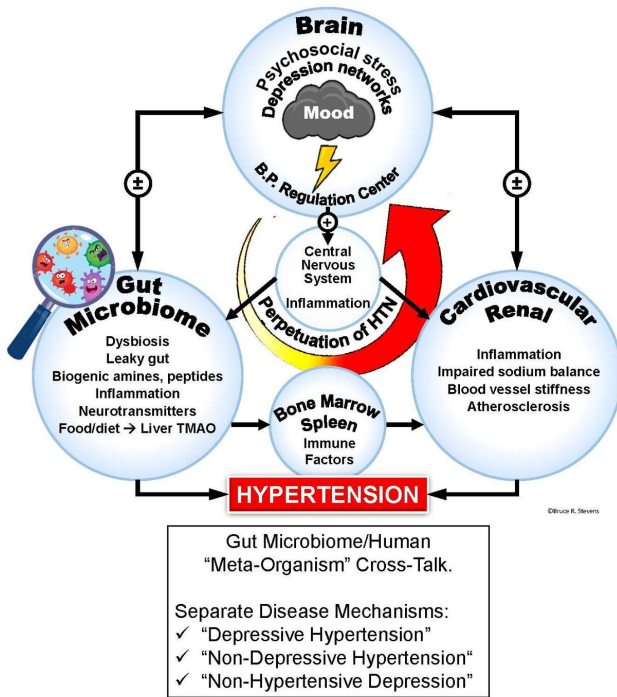 Brain
Psychosocial stress
Depression networks
Mood
B.P. Regulation Center
±
±
+
Central
Nervous
System
Inflammation
Perpetuation of HTN
Gut
Microbiome
Dysbiosis
Leaky gut
Biogenic amines, peptides
Inflammation
Neurotransmitters
Food/diet → Liver TMAO
Cardiovascular
Renal
Inflammation
Impaired sodium balance
Blood vessel stiffness
Atherosclerosis
Bone Marrow
Spleen
Immune
Factors
HYPERTENSION
©Bruce R. Stevens
Gut Microbiome/Human
“Meta-Organism” Cross-Talk.
Separate Disease Mechanisms:
✓ “Depressive Hypertension”
✓ “Non-Depressive Hypertension“
✓ “Non-Hypertensive Depression”